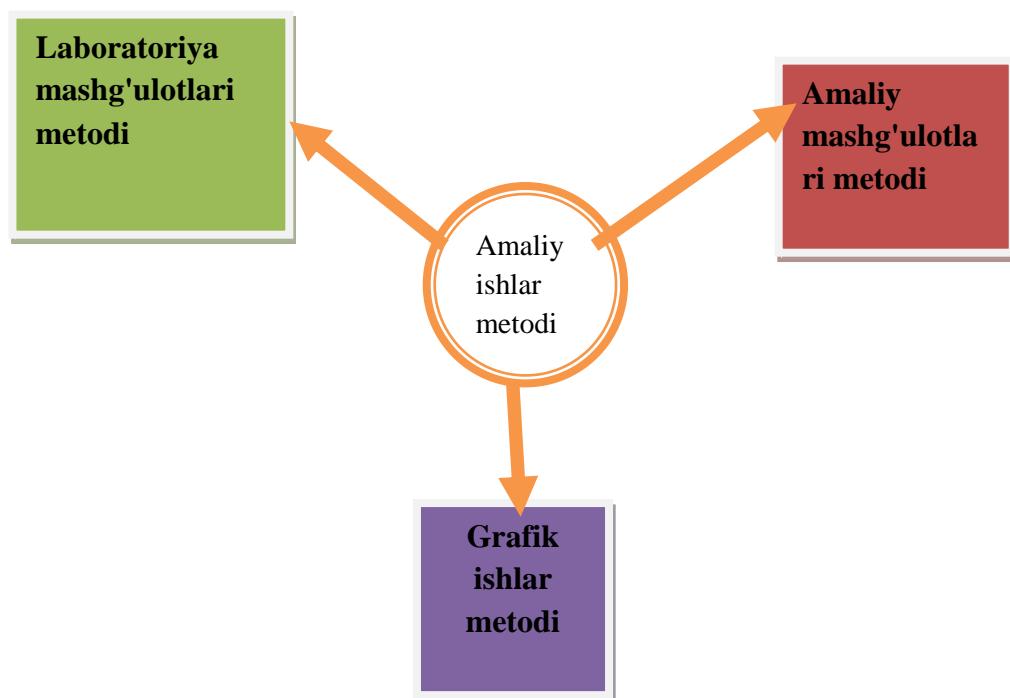 Laboratoriya
mashg'ulotlari
metodi
Amaliy
mashg'ulotla
ri metodi
Amaliy
ishlar
metodi
Grafik
ishlar
metodi